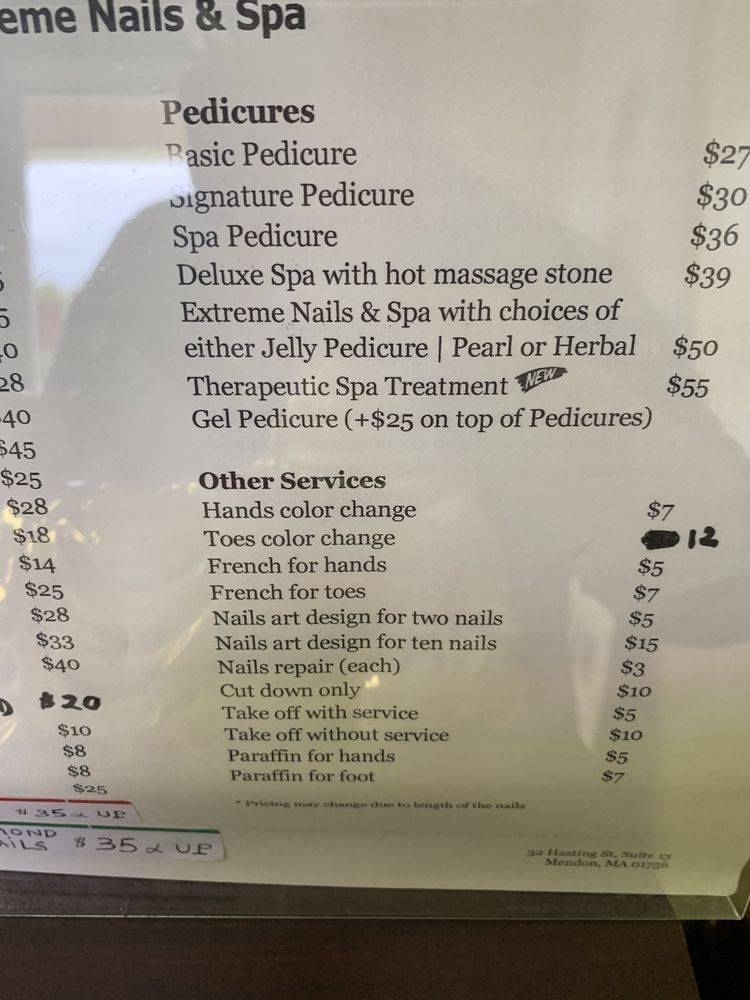 eme Nails & Spa
Pedicures
Basic Pedicure $27
Signature Pedicure $30
Spa Pedicure $36
Deluxe Spa with hot massage stone $39
Extreme Nails & Spa with choices of
either Jelly Pedicure | Pearl or Herbal $50
Therapeutic Spa Treatment NEW $55
Gel Pedicure (+$25 on top of Pedicures)
Other Services
Hands color change $7
Toes color change 12
French for hands $5
French for toes $7
Nails art design for two nails $5
Nails art design for ten nails $15
Nails repair (each) $3
Cut down only $10
Take off with service $5
Take off without service $10
Paraffin for hands $5
Paraffin for foot $7
* Pricing may change due to length of the nails
32 Hasting St, Suite 13
Mendon, MA 01756
5
0
28
40
$45
$25
$28
$18
$14
$25
$28
$33
$40
$20
$10
$8
$8
$25
$35 & UP
MOND
AILS $35 & UP